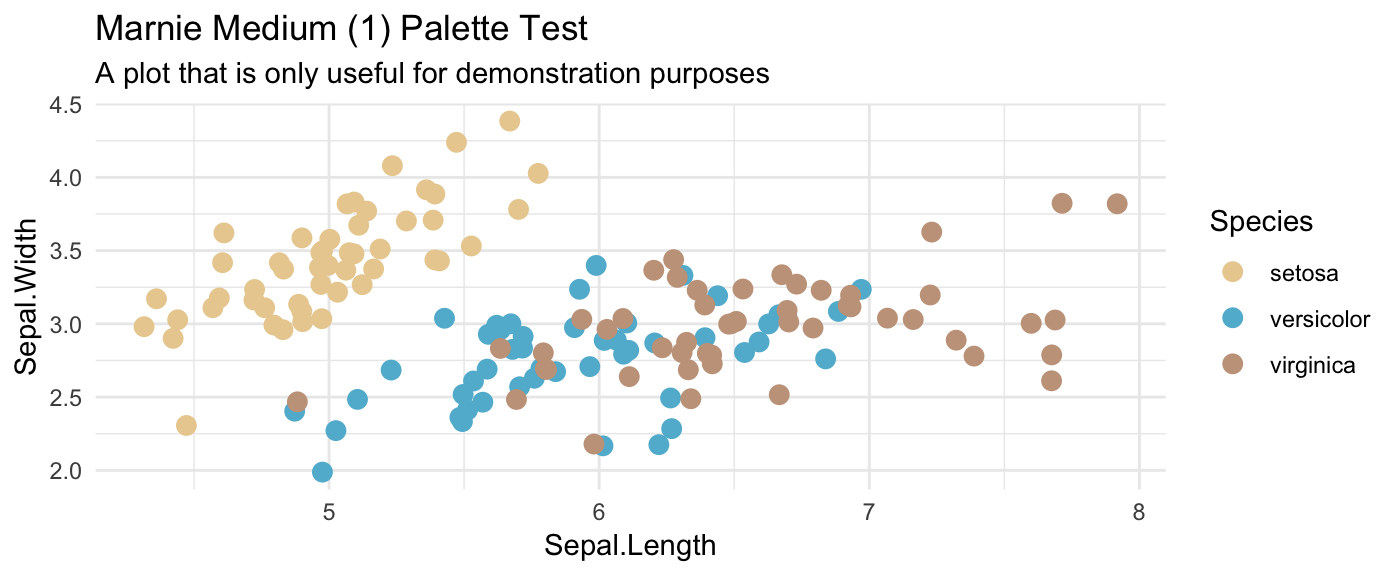 Marnie Medium (1) Palette Test
A plot that is only useful for demonstration purposes
4.5
4.0
3.5
3.0
2.5
2.0
Sepal.Width
5 6 7 8
Sepal.Length
Species
setosa
versicolor
virginica